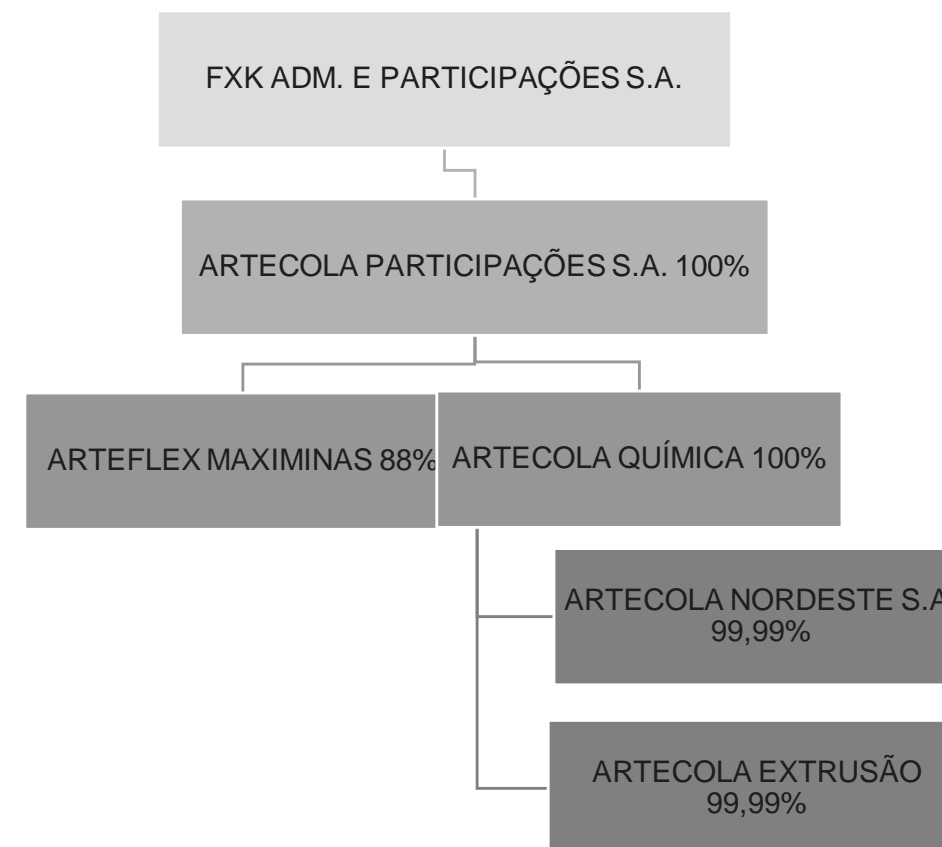 FXK ADM. E PARTICIPAÇÕES S.A.
ARTECOLA PARTICIPAÇÕES S.A. 100%
ARTEFLEX MAXIMINAS 88%
ARTECOLA QUÍMICA 100%
ARTECOLA NORDESTE S.A
99,99%
ARTECOLA EXTRUSÃO
99,99%